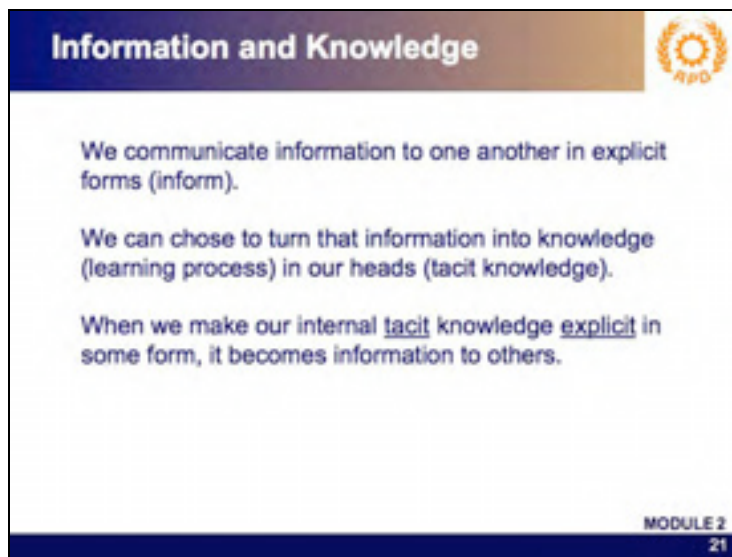 Information and Knowledge
APO
We communicate information to one another in explicit
forms (inform).
We can chose to turn that information into knowledge
(learning process) in our heads (tacit knowledge).
When we make our internal tacit knowledge explicit in
some form, it becomes information to others.
MODULE 2
21